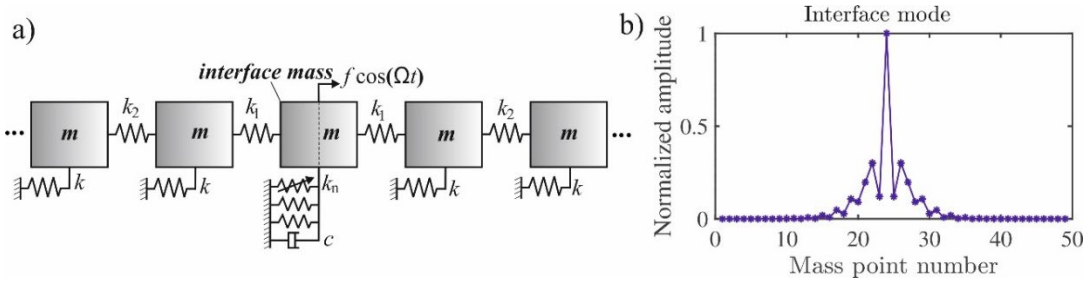 a)
interface mass
f cos(Ωt)
k₂
k₁
k₁
k₂
...
m
m
m
m
m
...
k
k
kₙ
k
k
c
b)
Interface mode
Normalized amplitude
1
0.5
0
0
10
20
30
40
50
Mass point number